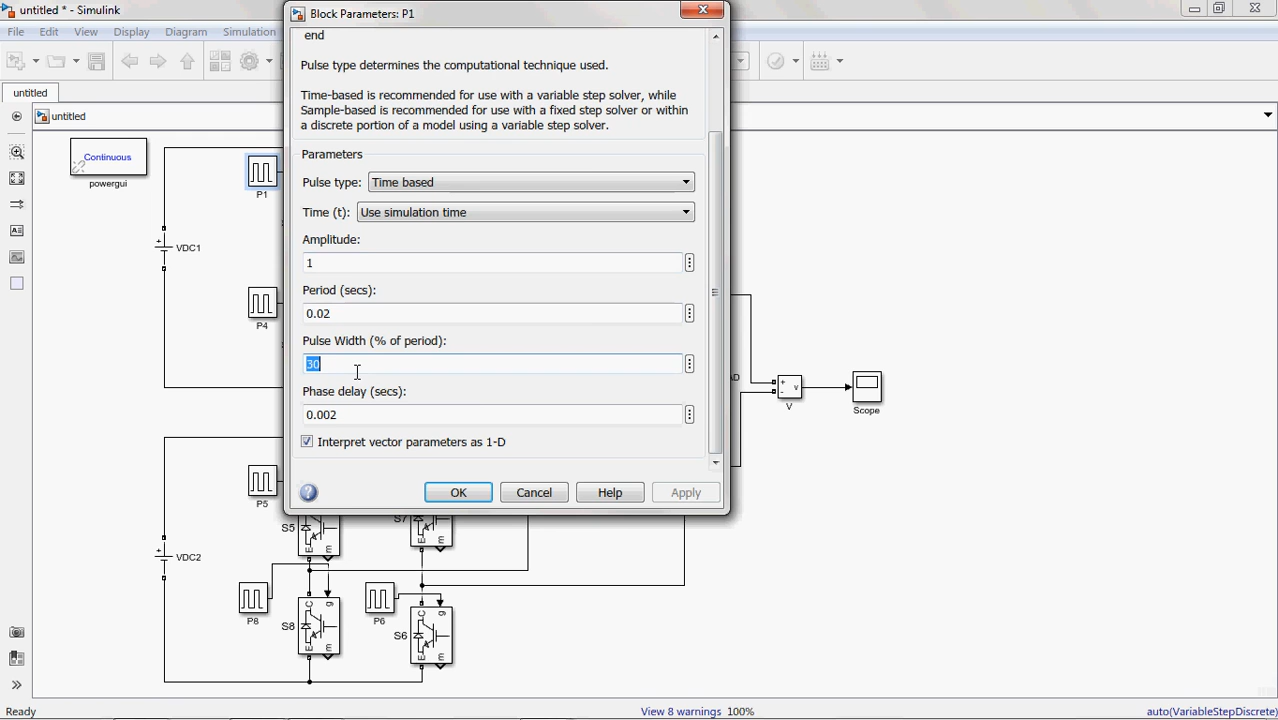 untitled * - Simulink
File Edit View Display Diagram Simulation
untitled
untitled
Block Parameters: P1
end
Pulse type determines the computational technique used.
Time-based is recommended for use with a variable step solver, while
Sample-based is recommended for use with a fixed step solver or within
a discrete portion of a model using a variable step solver.
Parameters
Pulse type: Time based
Time (t): Use simulation time
Amplitude:
1
Period (secs):
0.02
Pulse Width (% of period):
30
Phase delay (secs):
0.002
Interpret vector parameters as 1-D
OK Cancel Help Apply
Continuous
powergui
P1
VDC1
P4
AD
+
-
v
V
Scope
P5
S5
S7
E
m
E
m
VDC2
P8
P6
C
g
S8
E
m
C
g
S6
E
m
Ready
View 8 warnings 100%
auto(VariableStepDiscrete)